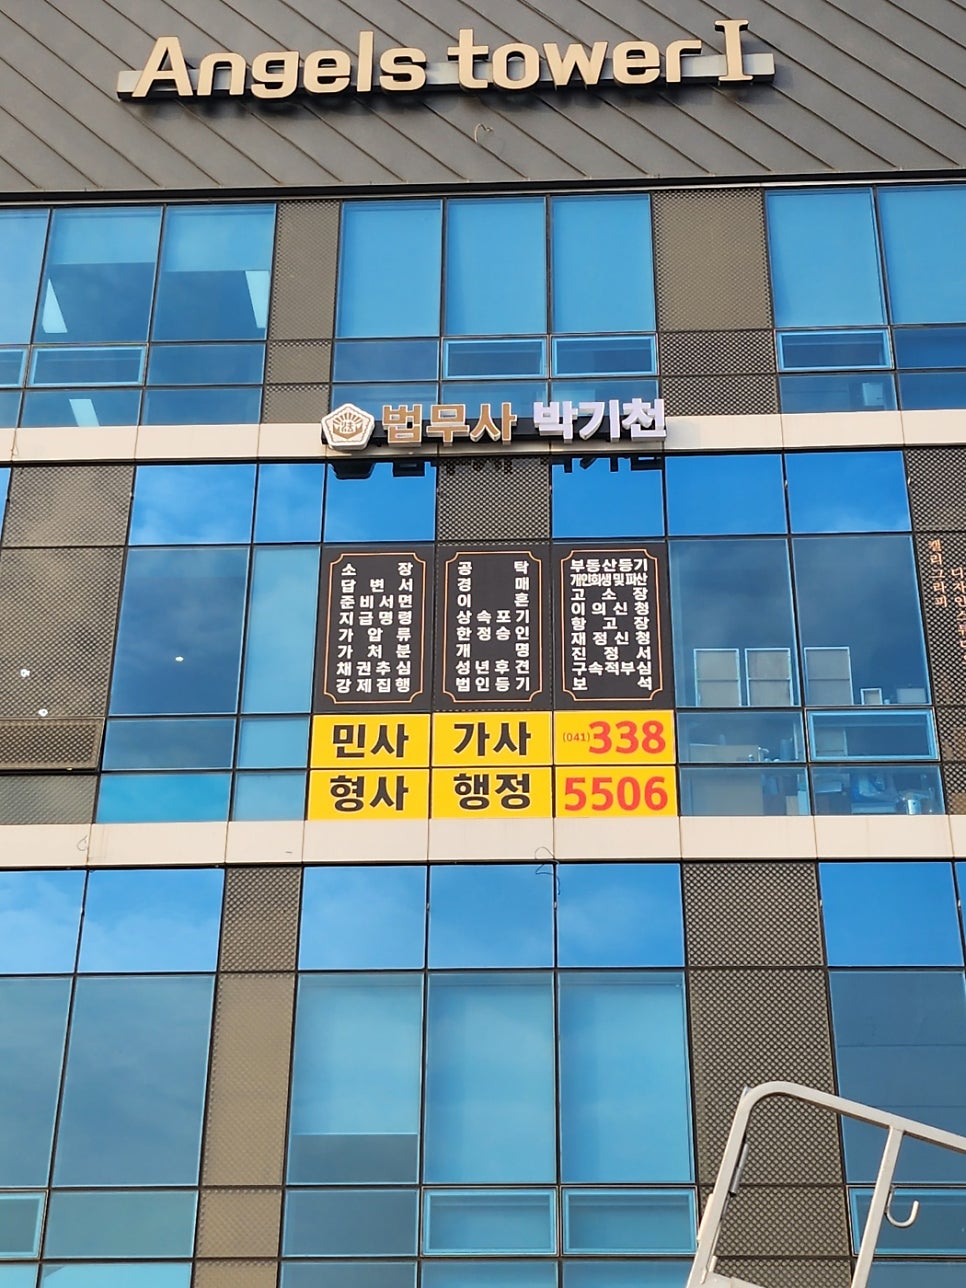 Angels tower I
법무사 박기천
소장
답변서
준비서면
지급명령
가압류
가처분
채권추심
강제집행
공탁
경매
이혼
상속포기
한정승인
개명
성년후견
법인등기
부동산등기
개인회생 및 파산
고소장
이의신청
항고장
재정신청
진정서
구속적부심
보석
민사 가사 (041)338
형사 행정 5506
캘리그라피